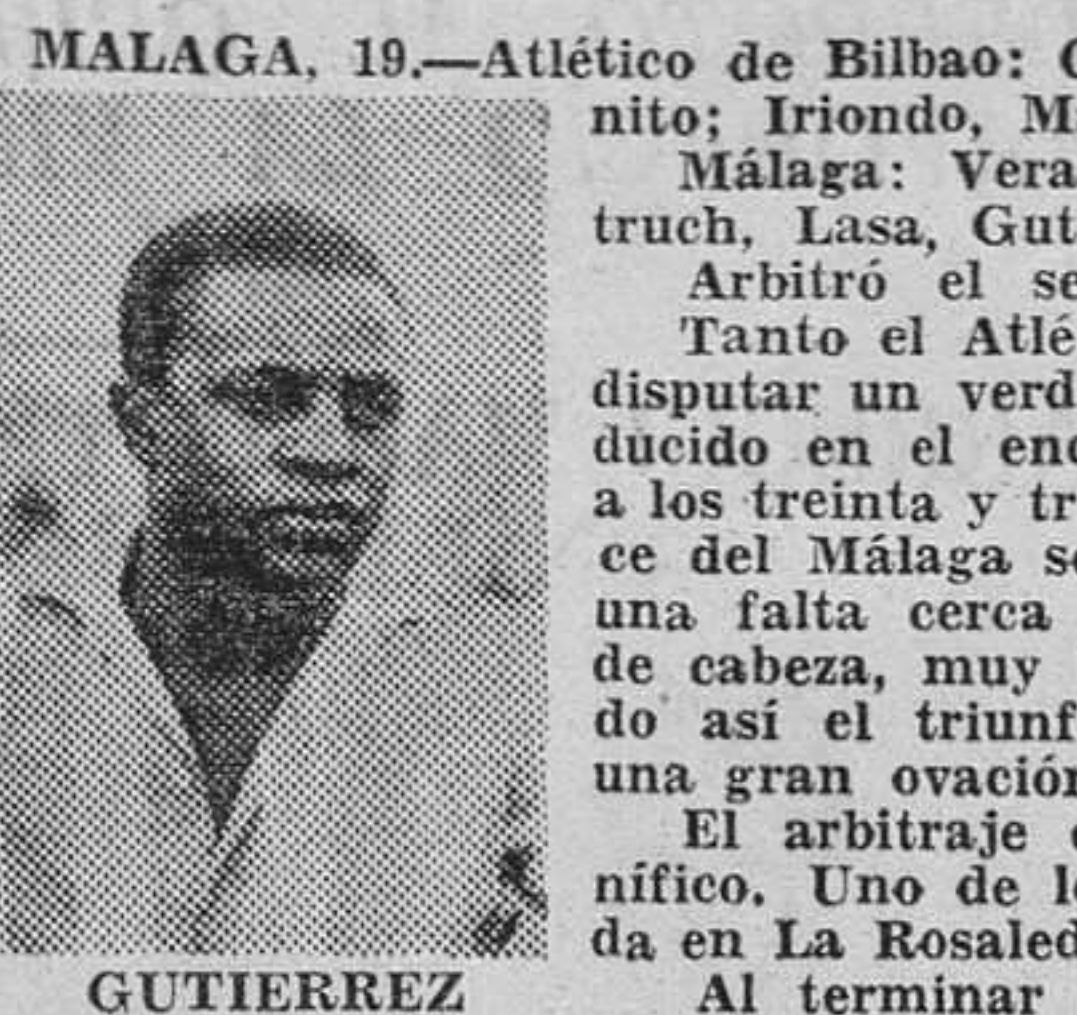 MALAGA, 19.—Atlético de Bilbao:
nito; Iriondo,
Málaga: Vera
truch, Lasa,
Arbitró el
Tanto el
disputar un
en el
ducido en el
a los treinta y
ce del Málaga
una falta cerca
de cabeza, muy
do así el
una gran
El arbitraje
nífico. Uno de
da en La
Al terminar
GUTIERREZ